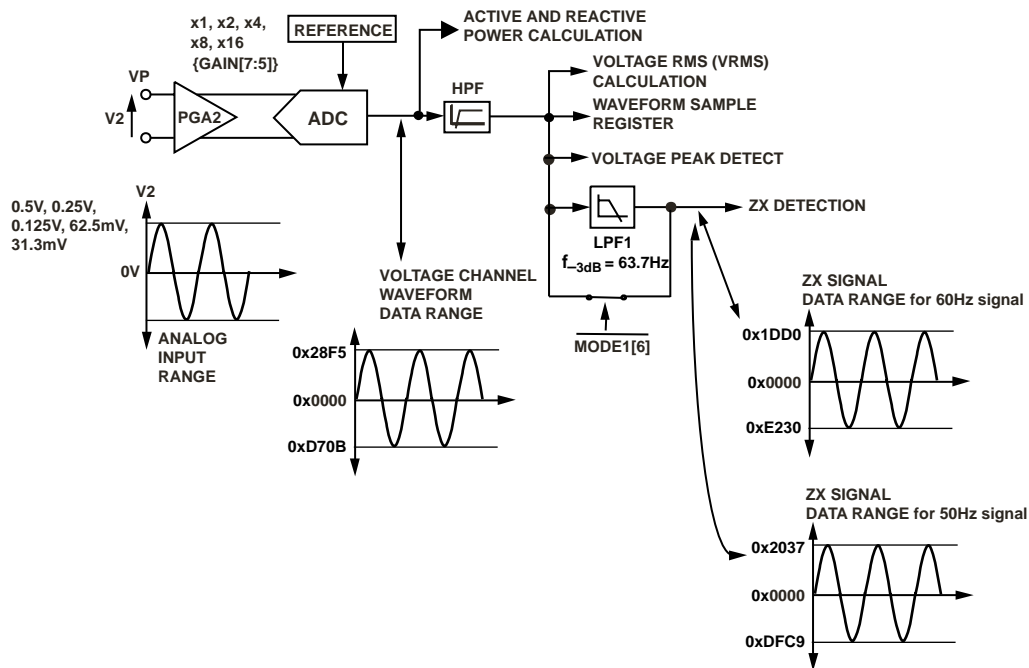 x1, x2, x4,
x8, x16
{GAIN[7:5]}
REFERENCE
ACTIVE AND REACTIVE
POWER CALCULATION
VP
V2
PGA2
ADC
HPF
VOLTAGE RMS (VRMS)
CALCULATION
WAVEFORM SAMPLE
REGISTER
VOLTAGE PEAK DETECT
ZX DETECTION
LPF1
f–3dB = 63.7Hz
MODE1[6]
V2
0.5V, 0.25V,
0.125V, 62.5mV,
31.3mV
0V
ANALOG
INPUT
RANGE
VOLTAGE CHANNEL
WAVEFORM
DATA RANGE
0x28F5
0x0000
0xD70B
ZX SIGNAL
DATA RANGE for 60Hz signal
0x1DD0
0x0000
0xE230
ZX SIGNAL
DATA RANGE for 50Hz signal
0x2037
0x0000
0xDFC9